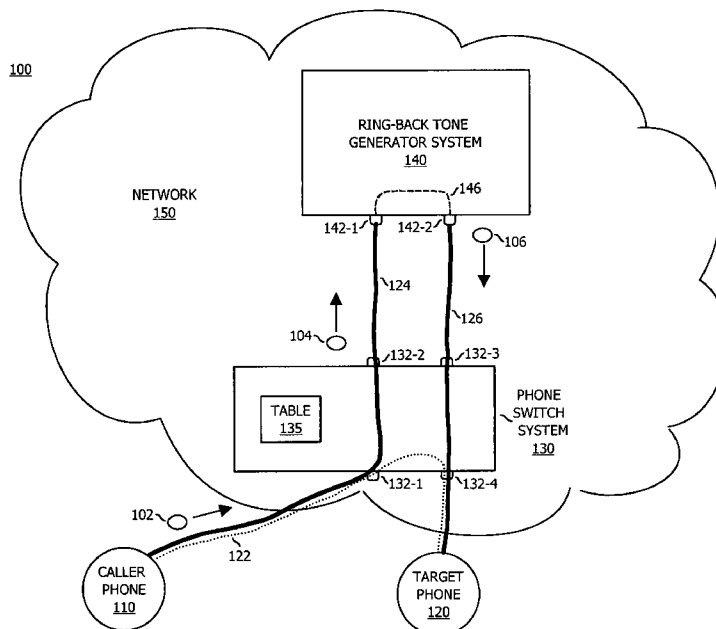 100
RING-BACK TONE
GENERATOR SYSTEM
140
146
NETWORK
150
142-1
142-2
106
124
126
104
132-2
132-3
TABLE
135
PHONE
SWITCH
SYSTEM
130
132-1
132-4
102
122
CALLER
PHONE
110
TARGET
PHONE
120